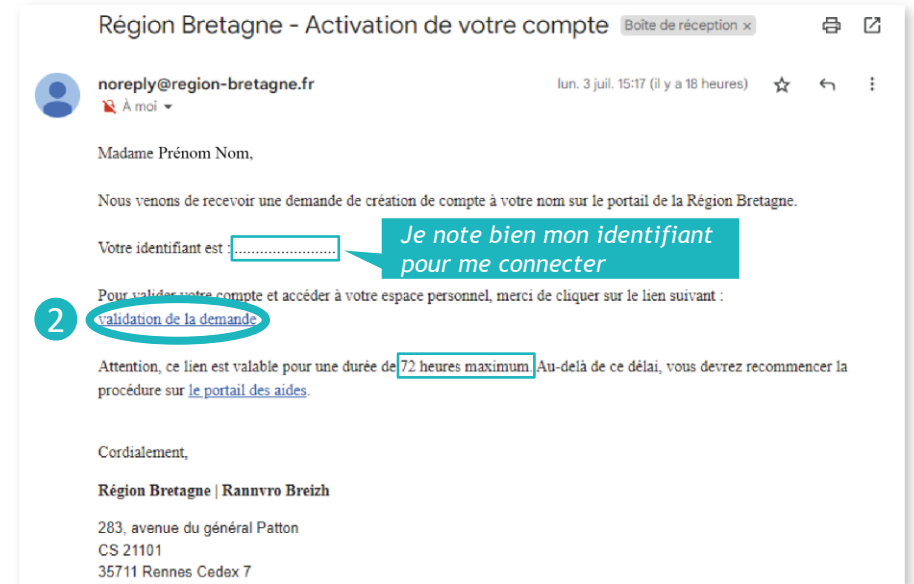 Région Bretagne - Activation de votre compte Boîte de réception ×
noreply@region-bretagne.fr lun. 3 juil. 15:17 (il y a 18 heures)
À moi
Madame Prénom Nom,
Nous venons de recevoir une demande de création de compte à votre nom sur le portail de la Région Bretagne.
Votre identifiant est :........................
Je note bien mon identifiant
pour me connecter
Pour valider votre compte et accéder à votre espace personnel, merci de cliquer sur le lien suivant :
2 validation de la demande
Attention, ce lien est valable pour une durée de 72 heures maximum. Au-delà de ce délai, vous devrez recommencer la
procédure sur le portail des aides.
Cordialement,
Région Bretagne | Rannvro Breizh
283, avenue du général Patton
CS 21101
35711 Rennes Cedex 7